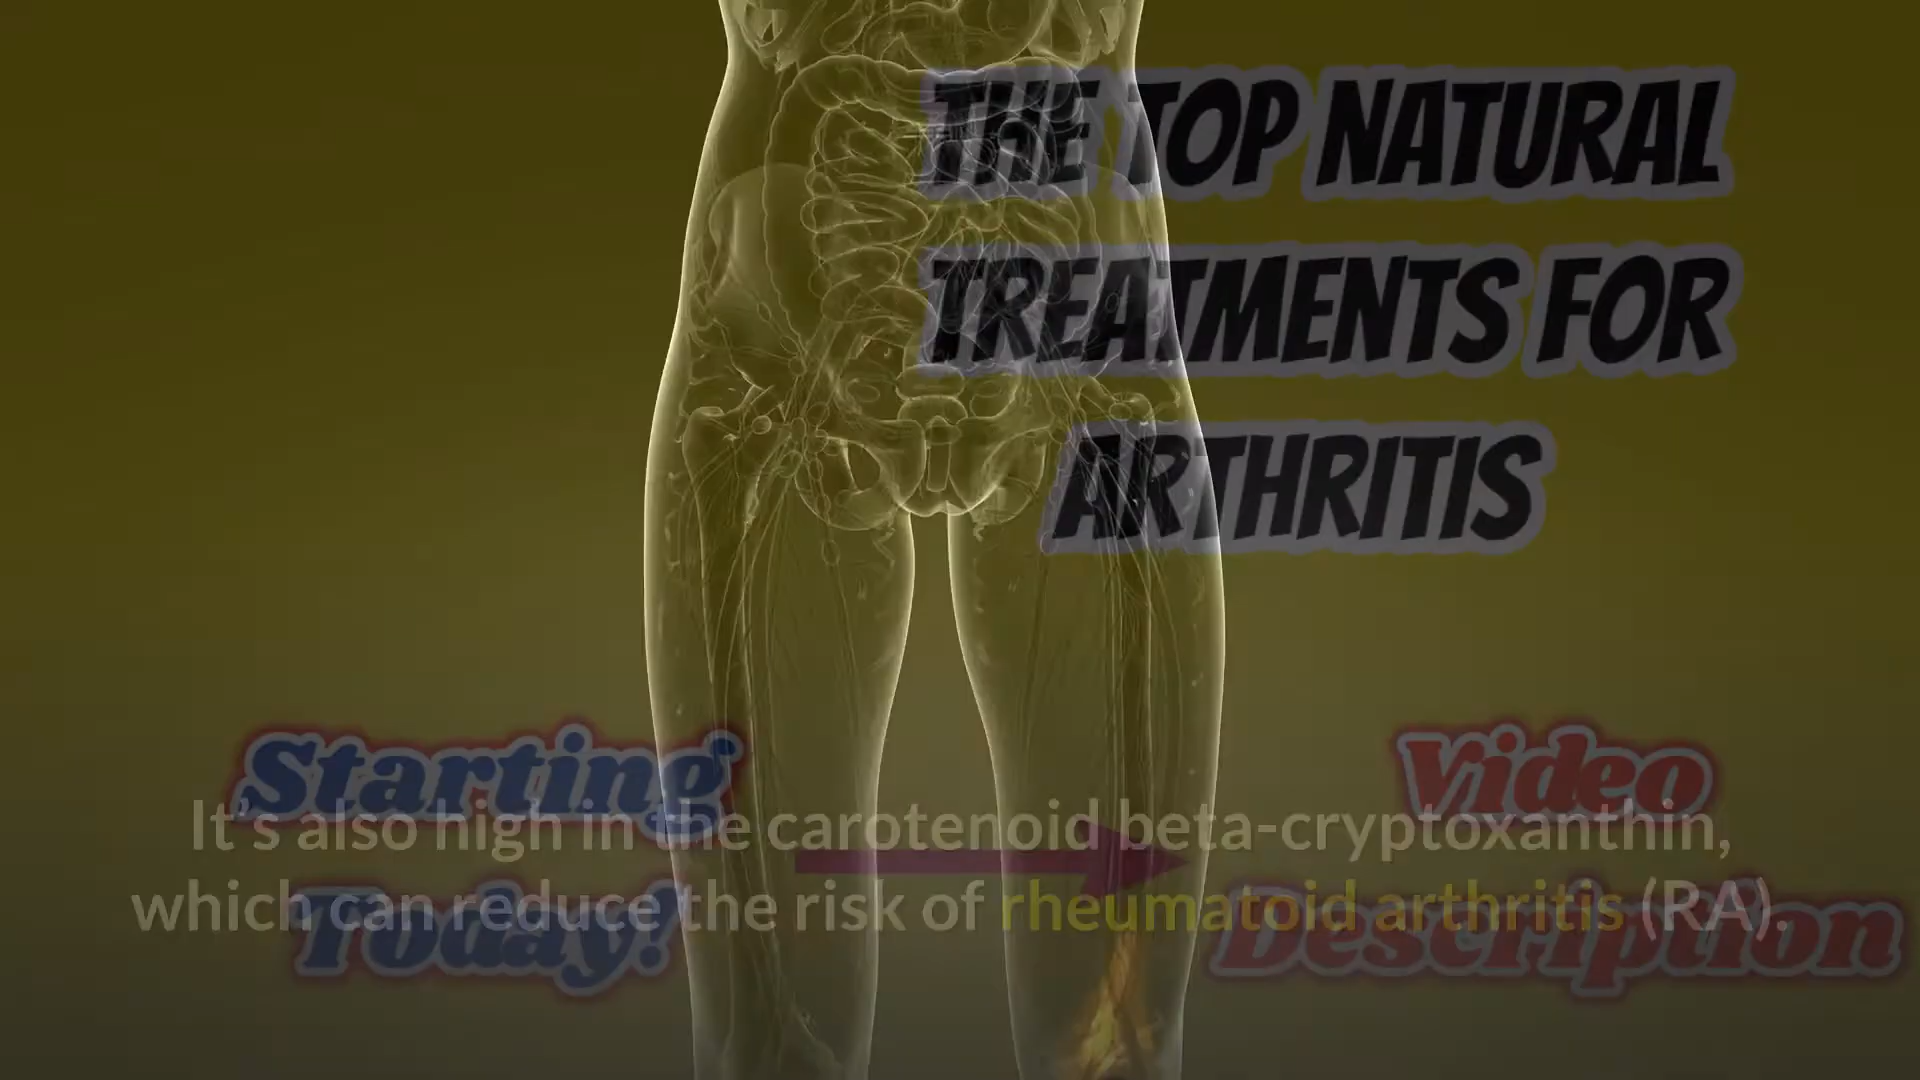 THE TOP NATURAL
TREATMENTS FOR
ARTHRITIS
Starting
Today!
Video
Description
It's also high in the carotenoid beta-cryptoxanthin,
which can reduce the risk of rheumatoid arthritis (RA).